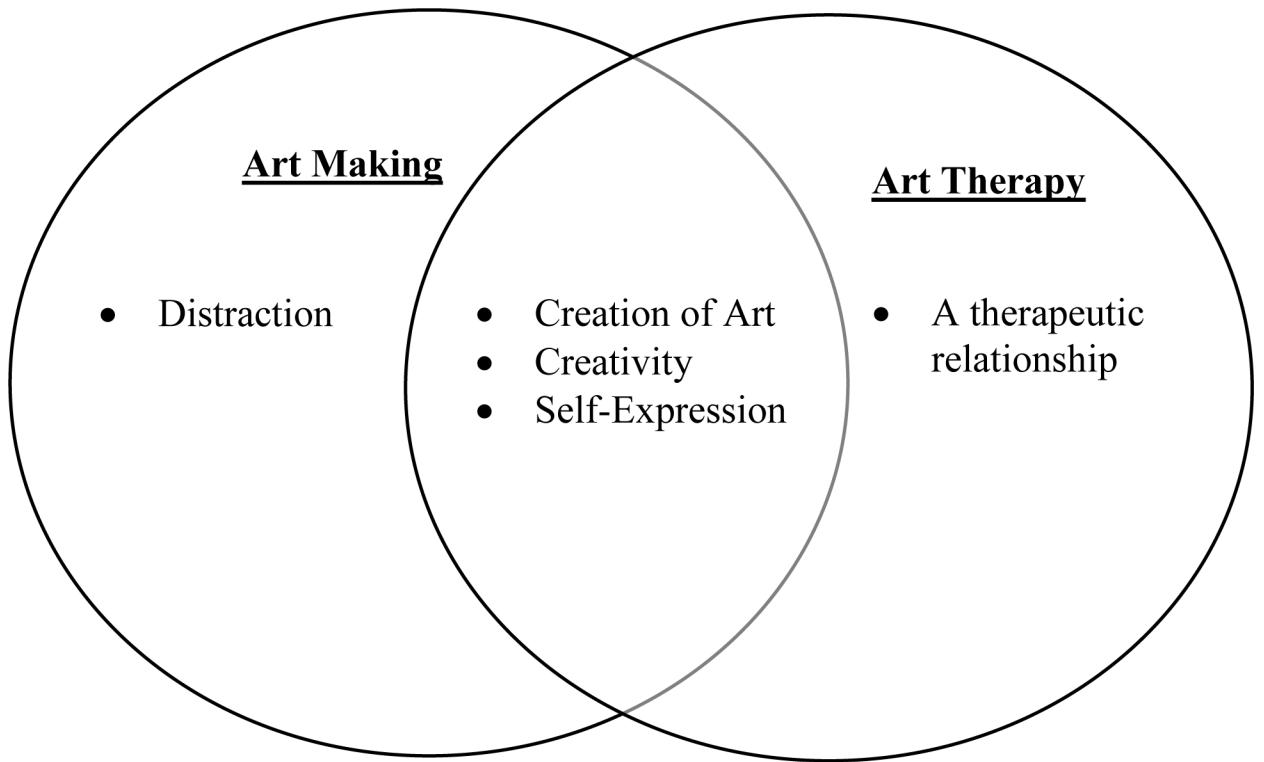 Art Making
• Distraction
• Creation of Art
• Creativity
• Self-Expression
Art Therapy
• A therapeutic
relationship